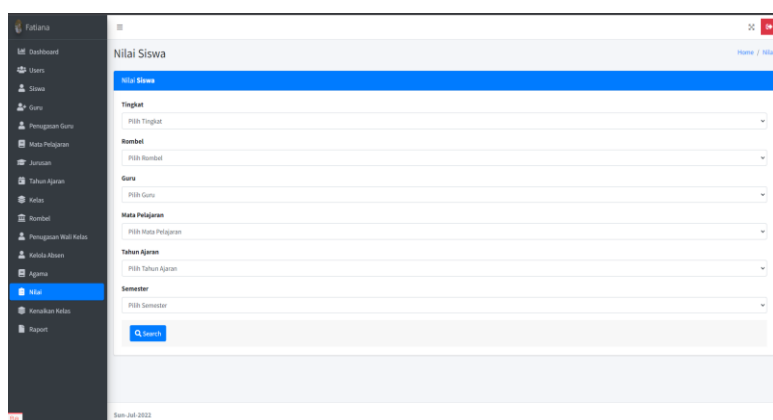 Fatiana
Dashboard
Users
Siswa
Guru
Penugasan Guru
Mata Pelajaran
Jurusan
Tahun Ajaran
Kelas
Rombel
Penugasan Wali Kelas
Kelola Absen
Agama
Nilai
Kenaikan Kelas
Raport
Nilai Siswa
Home / Nilai
Nilai Siswa
Tingkat
Pilih Tingkat
Rombel
Pilih Rombel
Guru
Pilih Guru
Mata Pelajaran
Pilih Mata Pelajaran
Tahun Ajaran
Pilih Tahun Ajaran
Semester
Pilih Semester
Search
Sun-Jul-2022